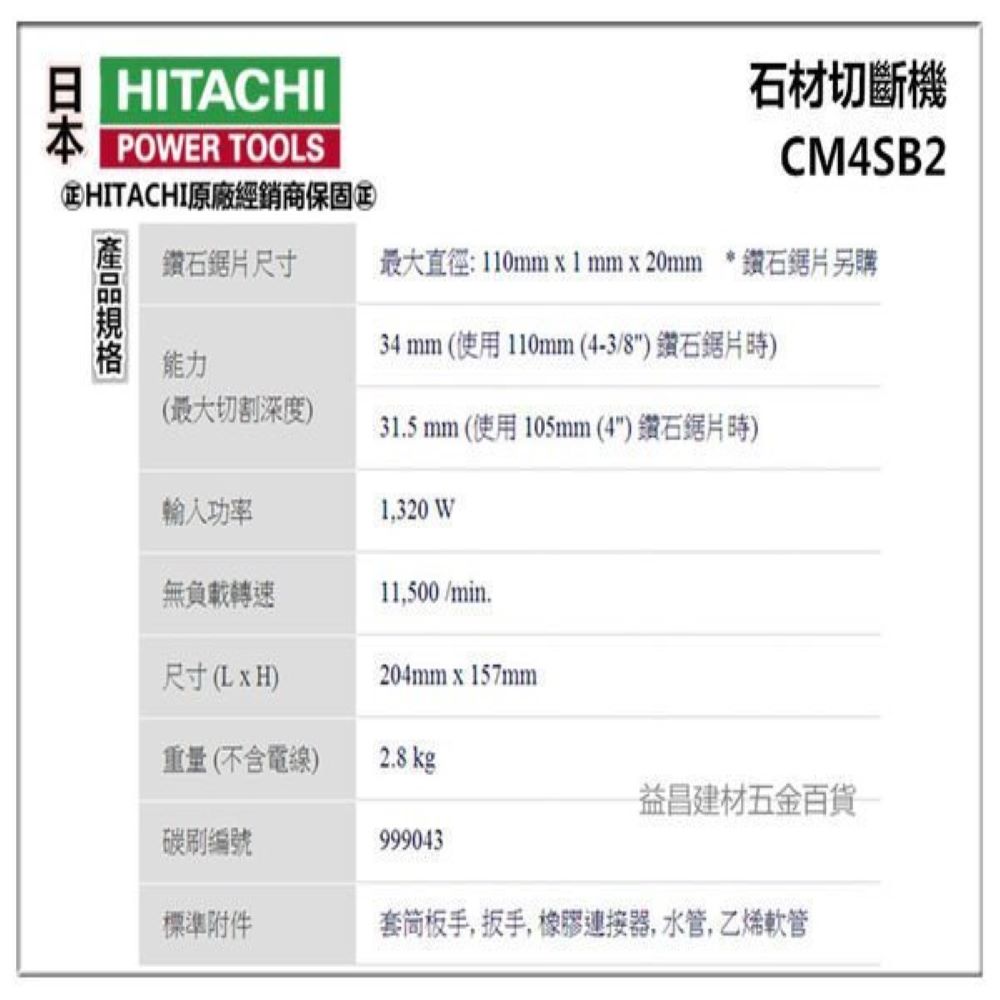 日本
HITACHI
POWER TOOLS
㊣HITACHI原廠經銷商保固㊣
石材切斷機
CM4SB2
產品規格
鑽石鋸片尺寸
最大直徑: 110mm x 1 mm x 20mm * 鑽石鋸片另購
能力
(最大切割深度)
34 mm (使用 110mm (4-3/8") 鑽石鋸片時)
31.5 mm (使用 105mm (4") 鑽石鋸片時)
輸入功率
1,320 W
無負載轉速
11,500 /min.
尺寸 (L x H)
204mm x 157mm
重量 (不含電線)
2.8 kg
益昌建材五金百貨
碳刷編號
999043
標準附件
套筒板手, 扳手, 橡膠連接器, 水管, 乙烯軟管